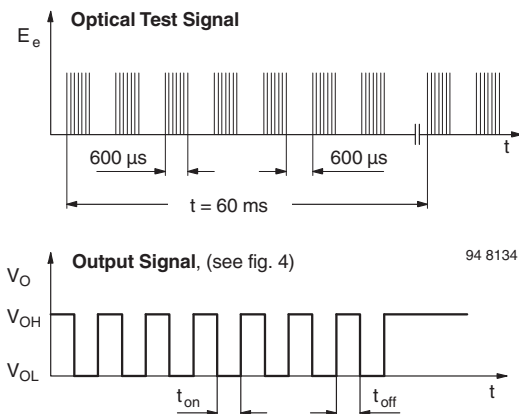 Optical Test Signal
E e
600 µs
600 µs
t
t = 60 ms
Output Signal, (see fig. 4)
94 8134
V O
V OH
V OL
t on
t off
t